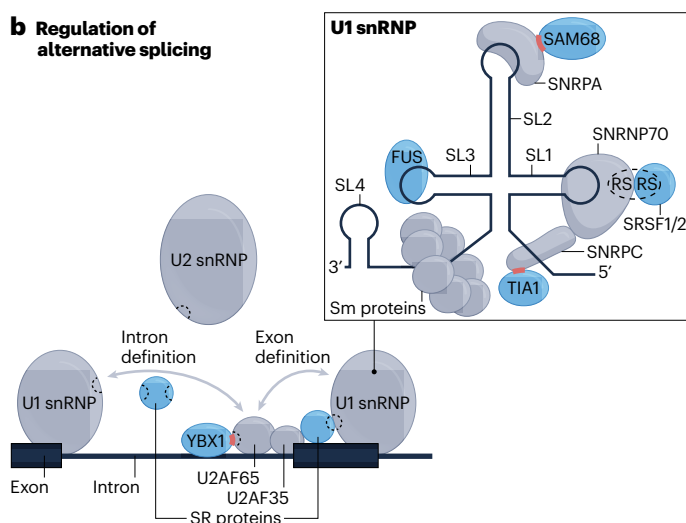 b Regulation of
alternative splicing
U1 snRNP
SAM68
SNRPA
SL2
SNRNP70
FUS
SL3
SL1
SL4
RS RS
SRSF1/2
SNRPC
3′
5′
TIA1
Sm proteins
U2 snRNP
Intron
definition
Exon
definition
U1 snRNP
U1 snRNP
YBX1
U2AF65
U2AF35
Exon
Intron
SR proteins